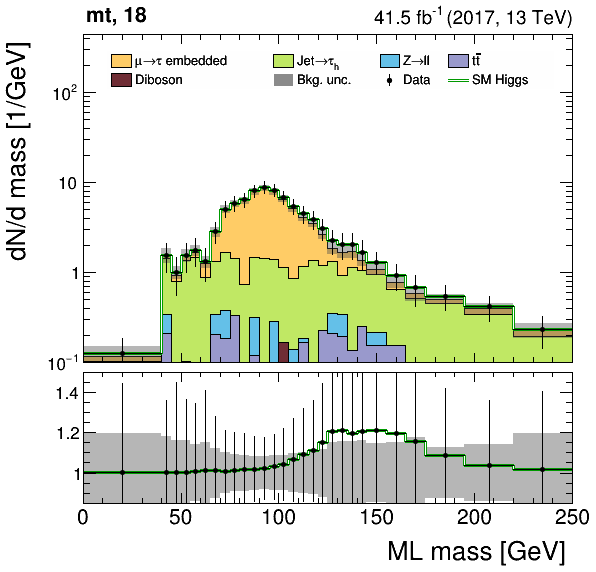 mt, 18 41.5 fb⁻¹ (2017, 13 TeV)
dN/d mass [1/GeV]
μ→τ embedded Jet→τₕ Z→ll tt̄
Diboson Bkg. unc. Data SM Higgs
10²
10
1
10⁻¹
1.4
1.2
1
0 50 100 150 200 250
ML mass [GeV]